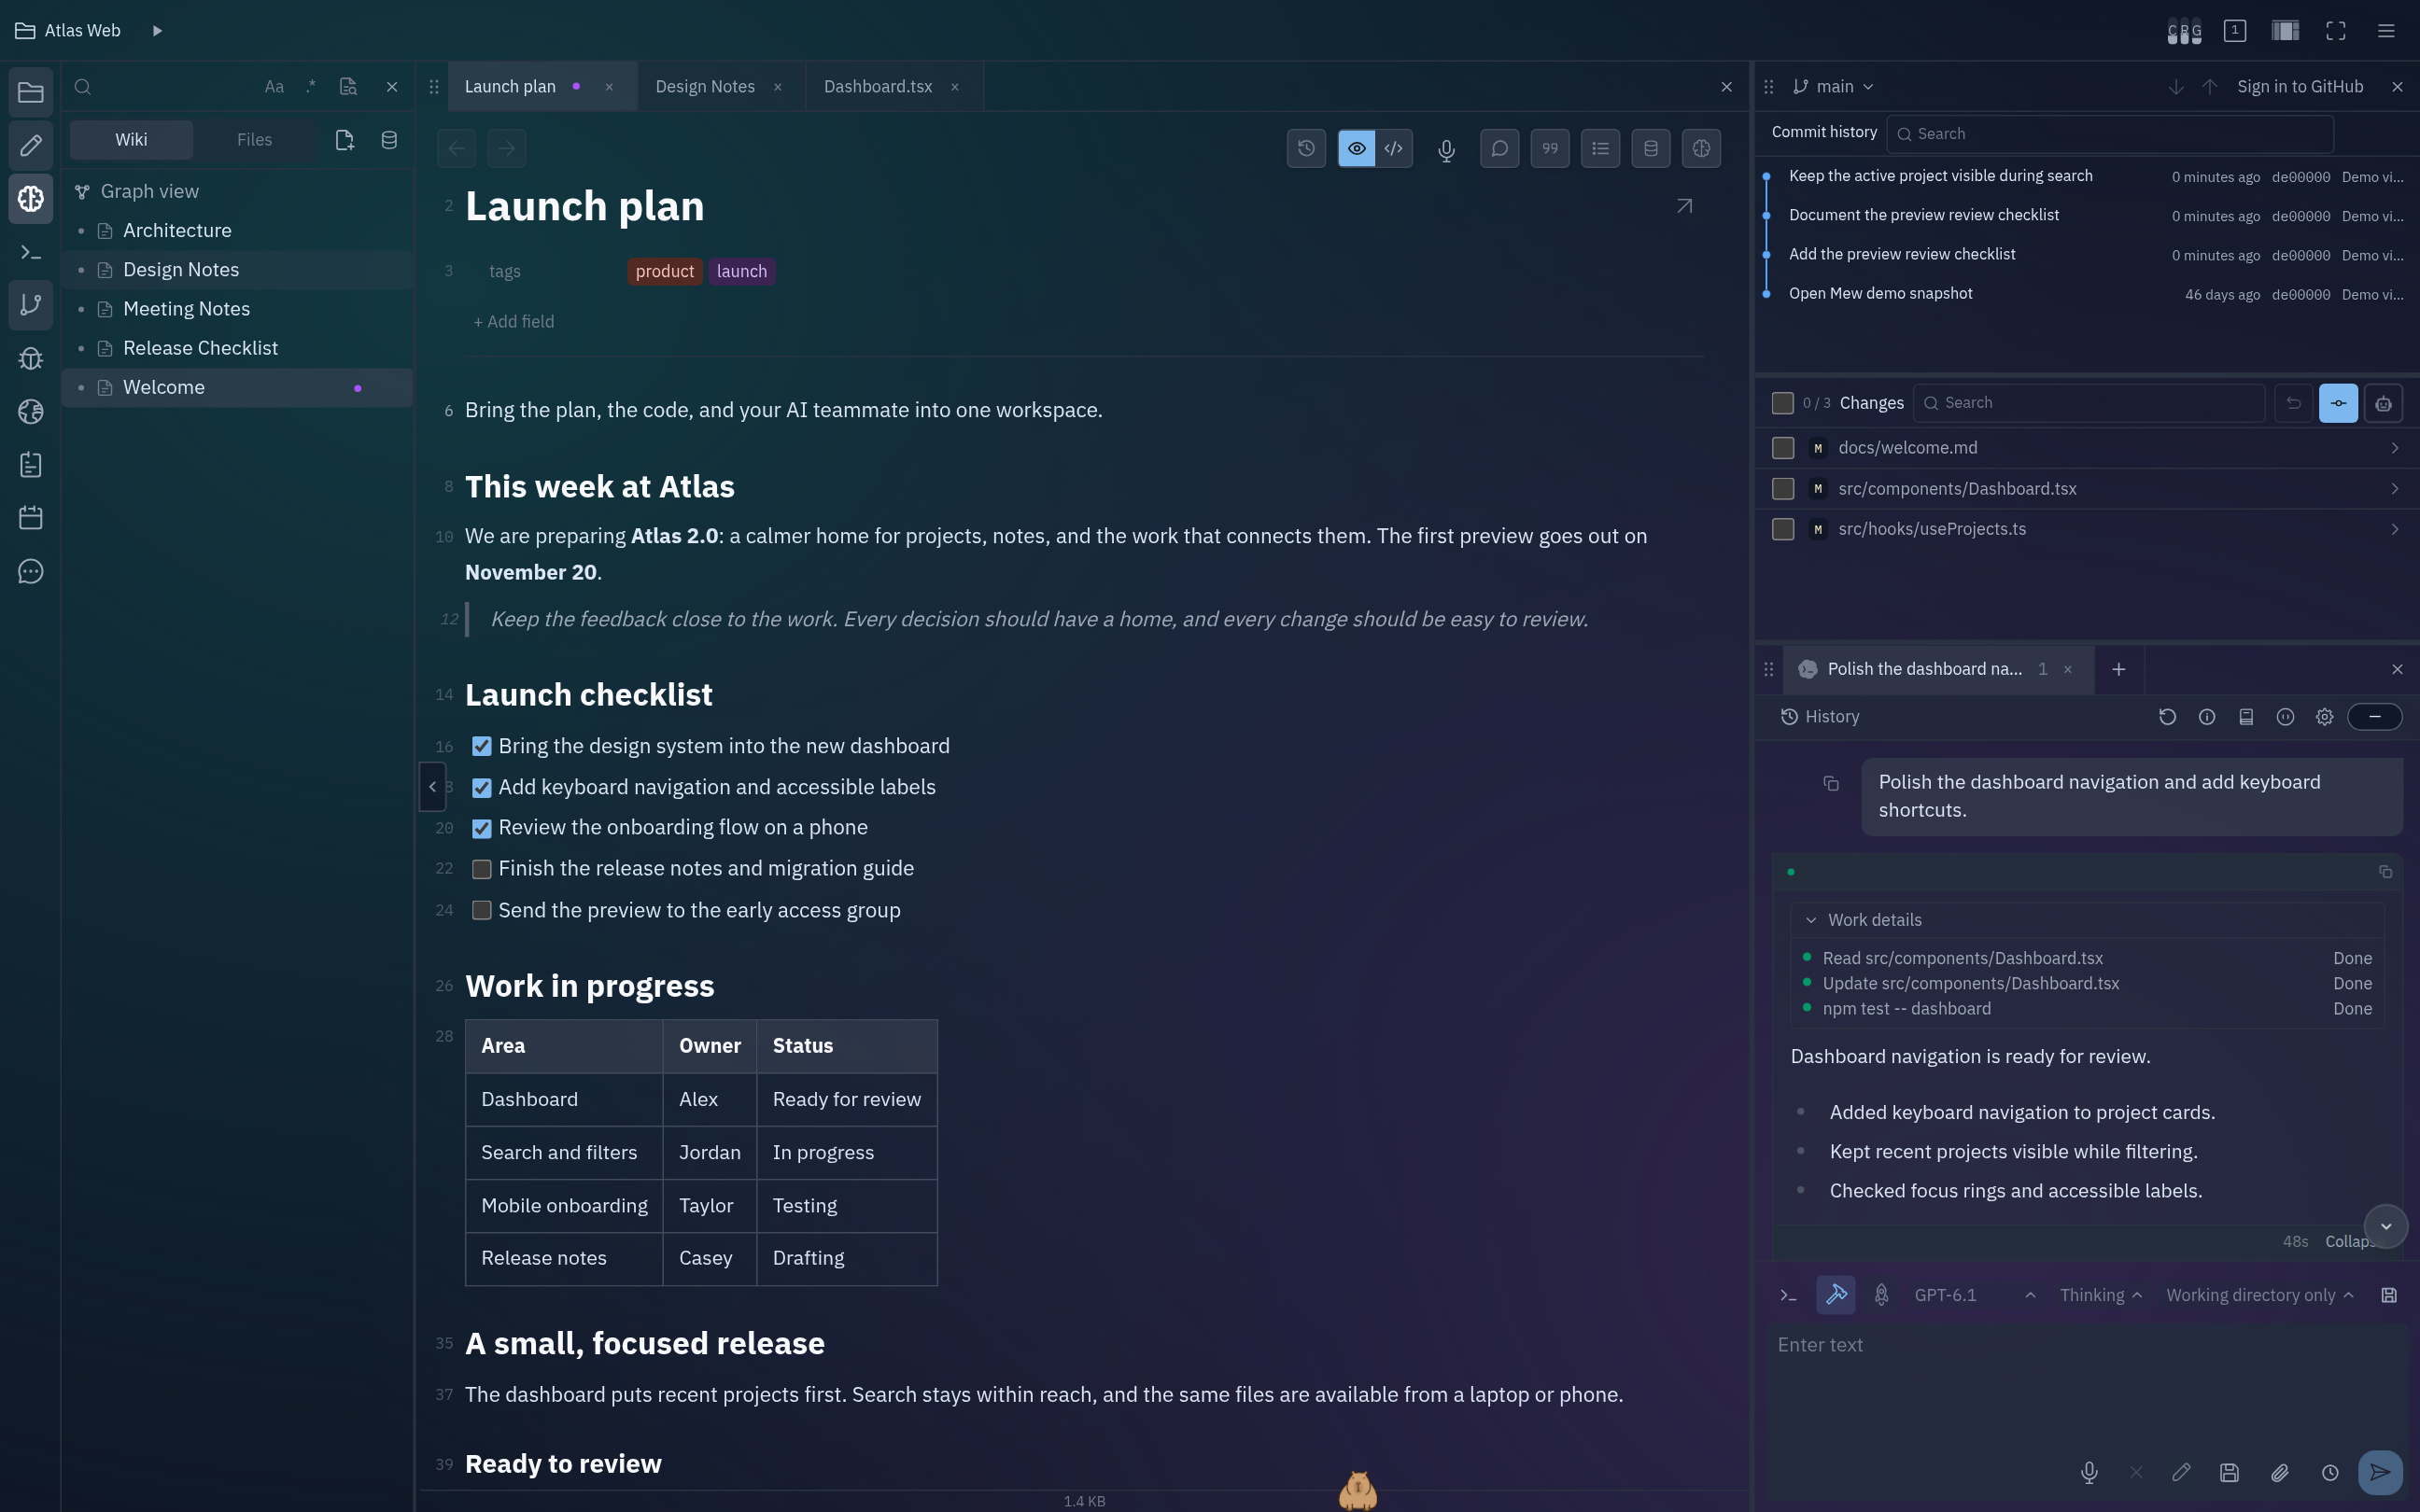 Atlas Web
CRG
1
Aa
.*
Wiki
Files
Graph view
Architecture
Design Notes
Meeting Notes
Release Checklist
Welcome
Launch plan
Design Notes
Dashboard.tsx
99
2
Launch plan
3
tags
product
launch
+ Add field
6
Bring the plan, the code, and your AI teammate into one workspace.
8
This week at Atlas
10
We are preparing Atlas 2.0: a calmer home for projects, notes, and the work that connects them. The first preview goes out on
November 20.
12
Keep the feedback close to the work. Every decision should have a home, and every change should be easy to review.
14
Launch checklist
16
Bring the design system into the new dashboard
8
Add keyboard navigation and accessible labels
20
Review the onboarding flow on a phone
22
Finish the release notes and migration guide
24
Send the preview to the early access group
26
Work in progress
28
Area Owner Status
Dashboard Alex Ready for review
Search and filters Jordan In progress
Mobile onboarding Taylor Testing
Release notes Casey Drafting
35
A small, focused release
37
The dashboard puts recent projects first. Search stays within reach, and the same files are available from a laptop or phone.
39
Ready to review
1.4 KB
main
Sign in to GitHub
Commit history
Search
Keep the active project visible during search 0 minutes ago de00000 Demo vi...
Document the preview review checklist 0 minutes ago de00000 Demo vi...
Add the preview review checklist 0 minutes ago de00000 Demo vi...
Open Mew demo snapshot 46 days ago de00000 Demo vi...
0 / 3 Changes
Search
M docs/welcome.md
M src/components/Dashboard.tsx
M src/hooks/useProjects.ts
Polish the dashboard na... 1
History
Polish the dashboard navigation and add keyboard
shortcuts.
Work details
Read src/components/Dashboard.tsx Done
Update src/components/Dashboard.tsx Done
npm test -- dashboard Done
Dashboard navigation is ready for review.
Added keyboard navigation to project cards.
Kept recent projects visible while filtering.
Checked focus rings and accessible labels.
48s Collaps
GPT-6.1
Thinking
Working directory only
Enter text